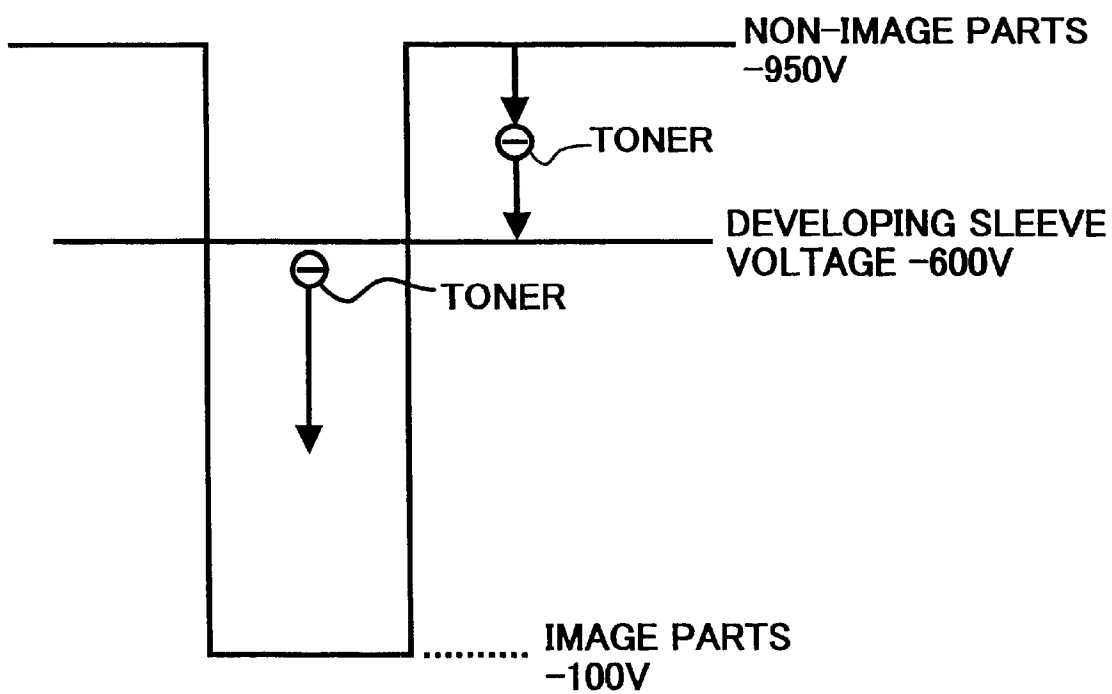 NON-IMAGE PARTS
-950V
TONER
DEVELOPING SLEEVE
VOLTAGE -600V
TONER
IMAGE PARTS
-100V